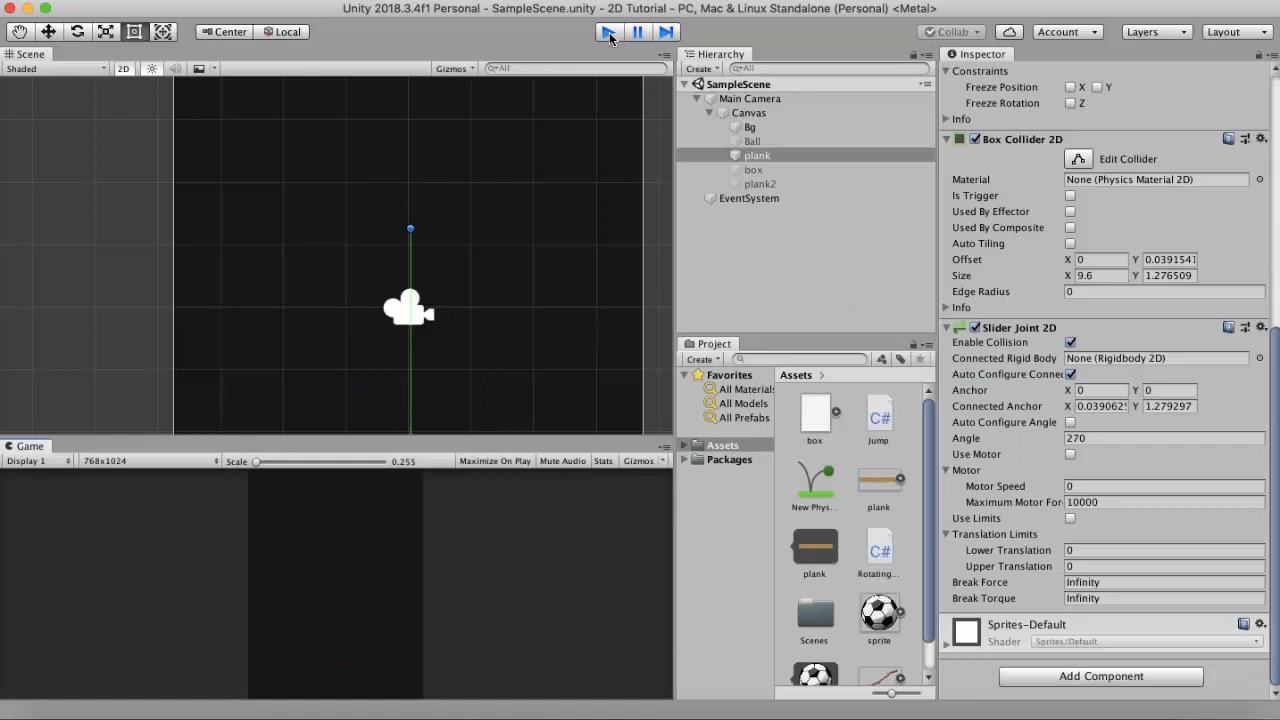 Unity 2018.3.4f1 Personal - SampleScene.unity - 2D Tutorial - PC, Mac & Linux Standalone (Personal) <Metal>
Center Local Collab Account Layers Layout
Scene
Shaded 2D Gizmos All
Hierarchy
Create All
SampleScene
Main Camera
Canvas
Bg
Ball
plank
box
plank2
EventSystem
Game
Display 1 768x1024 Scale 0.255 Maximize On Play Mute Audio Stats Gizmos
Project
Create
Favorites
All Materials
All Models
All Prefabs
Assets
Packages
Assets
box
Jump
New Phys...
plank
plank
Rotating...
Scenes
sprite
Inspector
Constraints
Freeze Position X Y
Freeze Rotation Z
Info
Box Collider 2D
Edit Collider
Material None (Physics Material 2D)
Is Trigger
Used By Effector
Used By Composite
Auto Tiling
Offset X 0 Y 0.0391541
Size X 9.6 Y 1.276509
Edge Radius 0
Info
Slider Joint 2D
Enable Collision
Connected Rigid Body None (Rigidbody 2D)
Auto Configure Connec
Anchor X 0 Y 0
Connected Anchor X 0.039062 Y 1.279297
Auto Configure Angle
Angle 270
Use Motor
Motor
Motor Speed 0
Maximum Motor For 10000
Use Limits
Translation Limits
Lower Translation 0
Upper Translation 0
Break Force Infinity
Break Torque Infinity
Sprites-Default
Shader Sprites/Default
Add Component